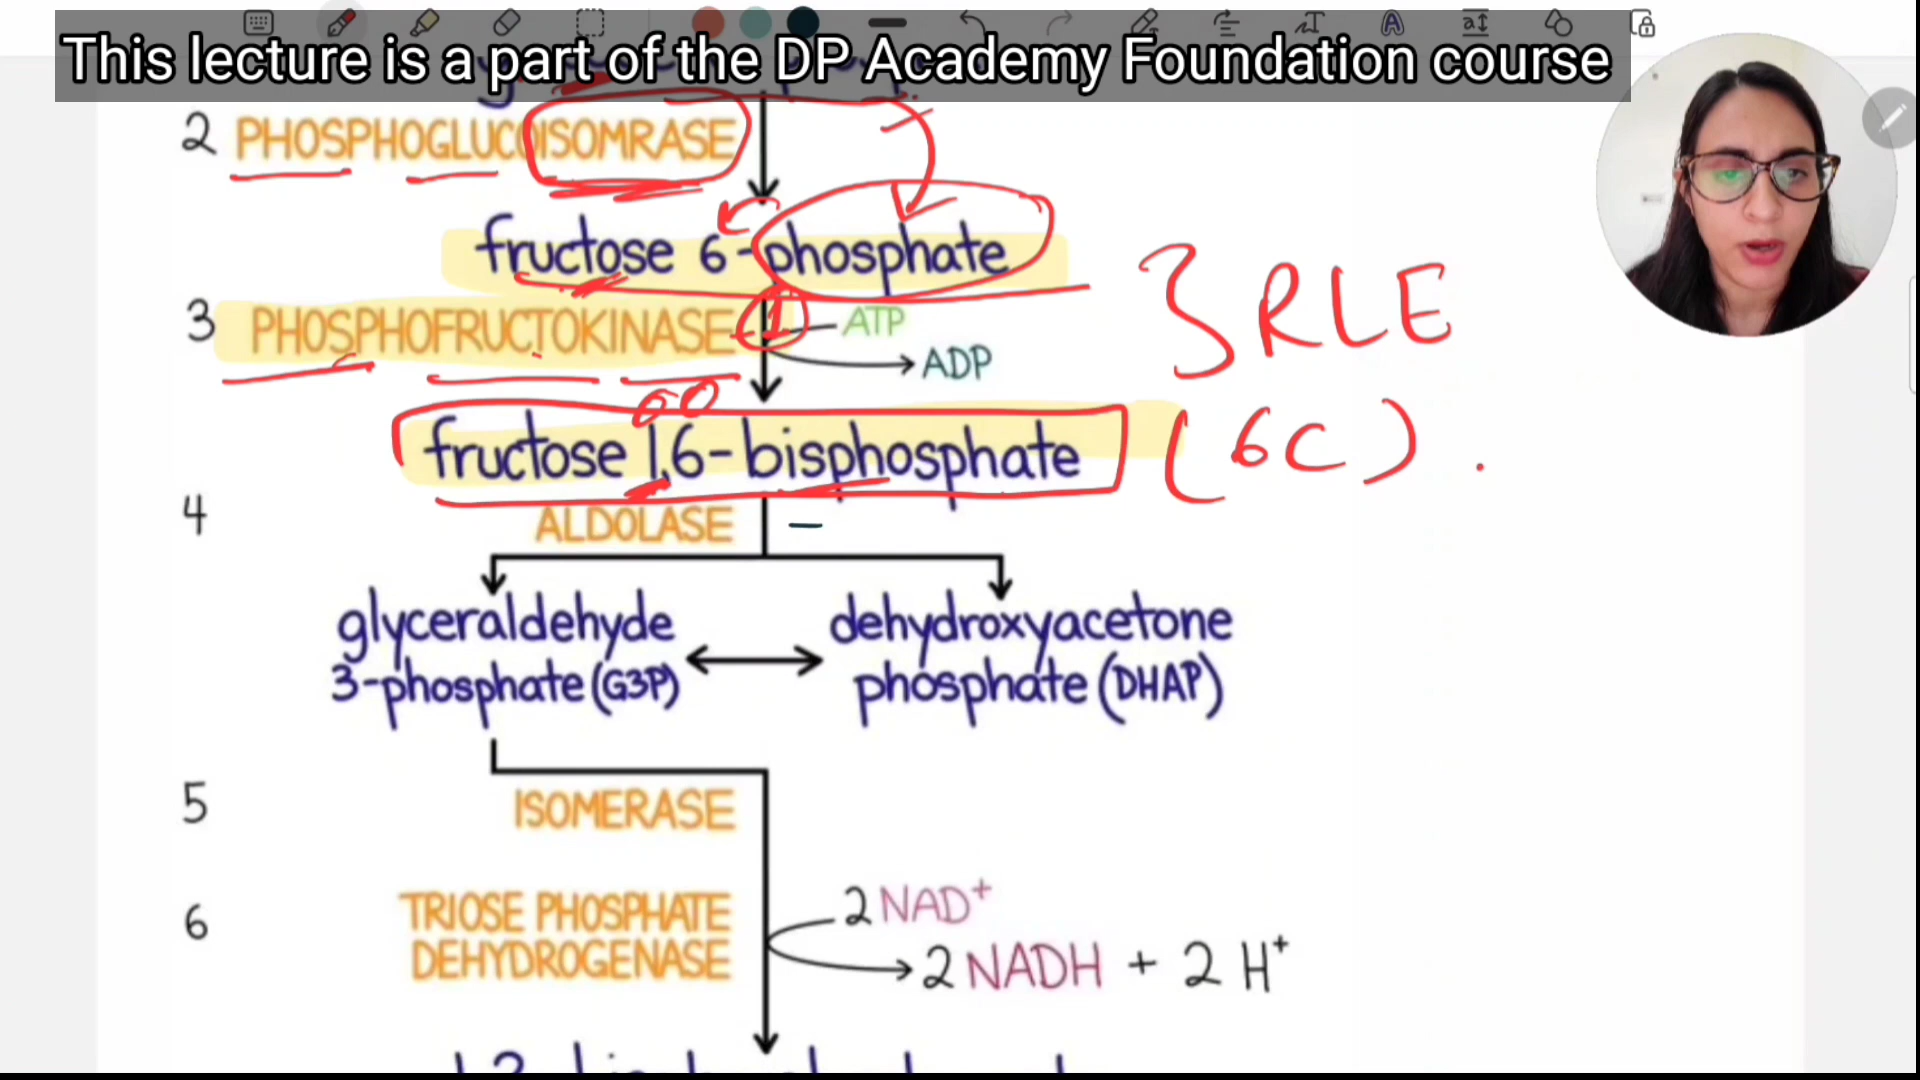 This lecture is a part of the DP Academy Foundation course
2 PHOSPHOGLUCOISOMRASE
fructose 6-phosphate
3 PHOSPHOFRUCTOKINASE-1
ATP
ADP
} RLE
fructose 1,6-bisphosphate
(6C).
4 ALDOLASE
glyceraldehyde
3-phosphate (G3P)
dehydroxyacetone
phosphate (DHAP)
5 ISOMERASE
6 TRIOSE PHOSPHATE
DEHYDROGENASE
2 NAD+
2 NADH + 2 H+